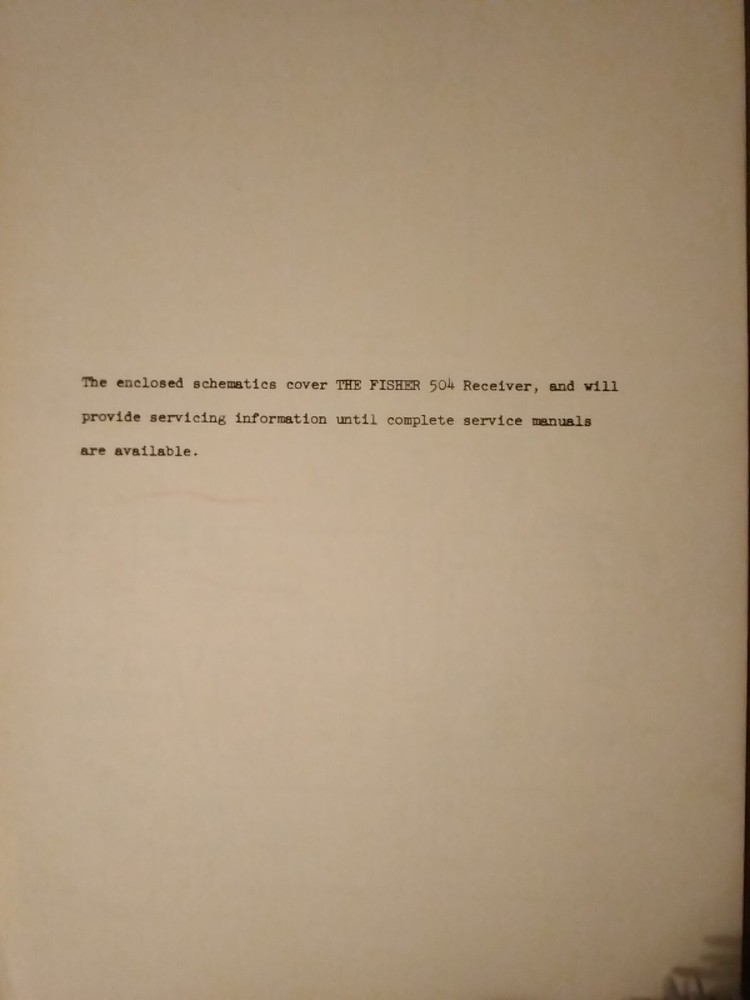 The enclosed schematics cover THE FISHER 504 Receiver, and will
provide servicing information until complete service manuals
are available.